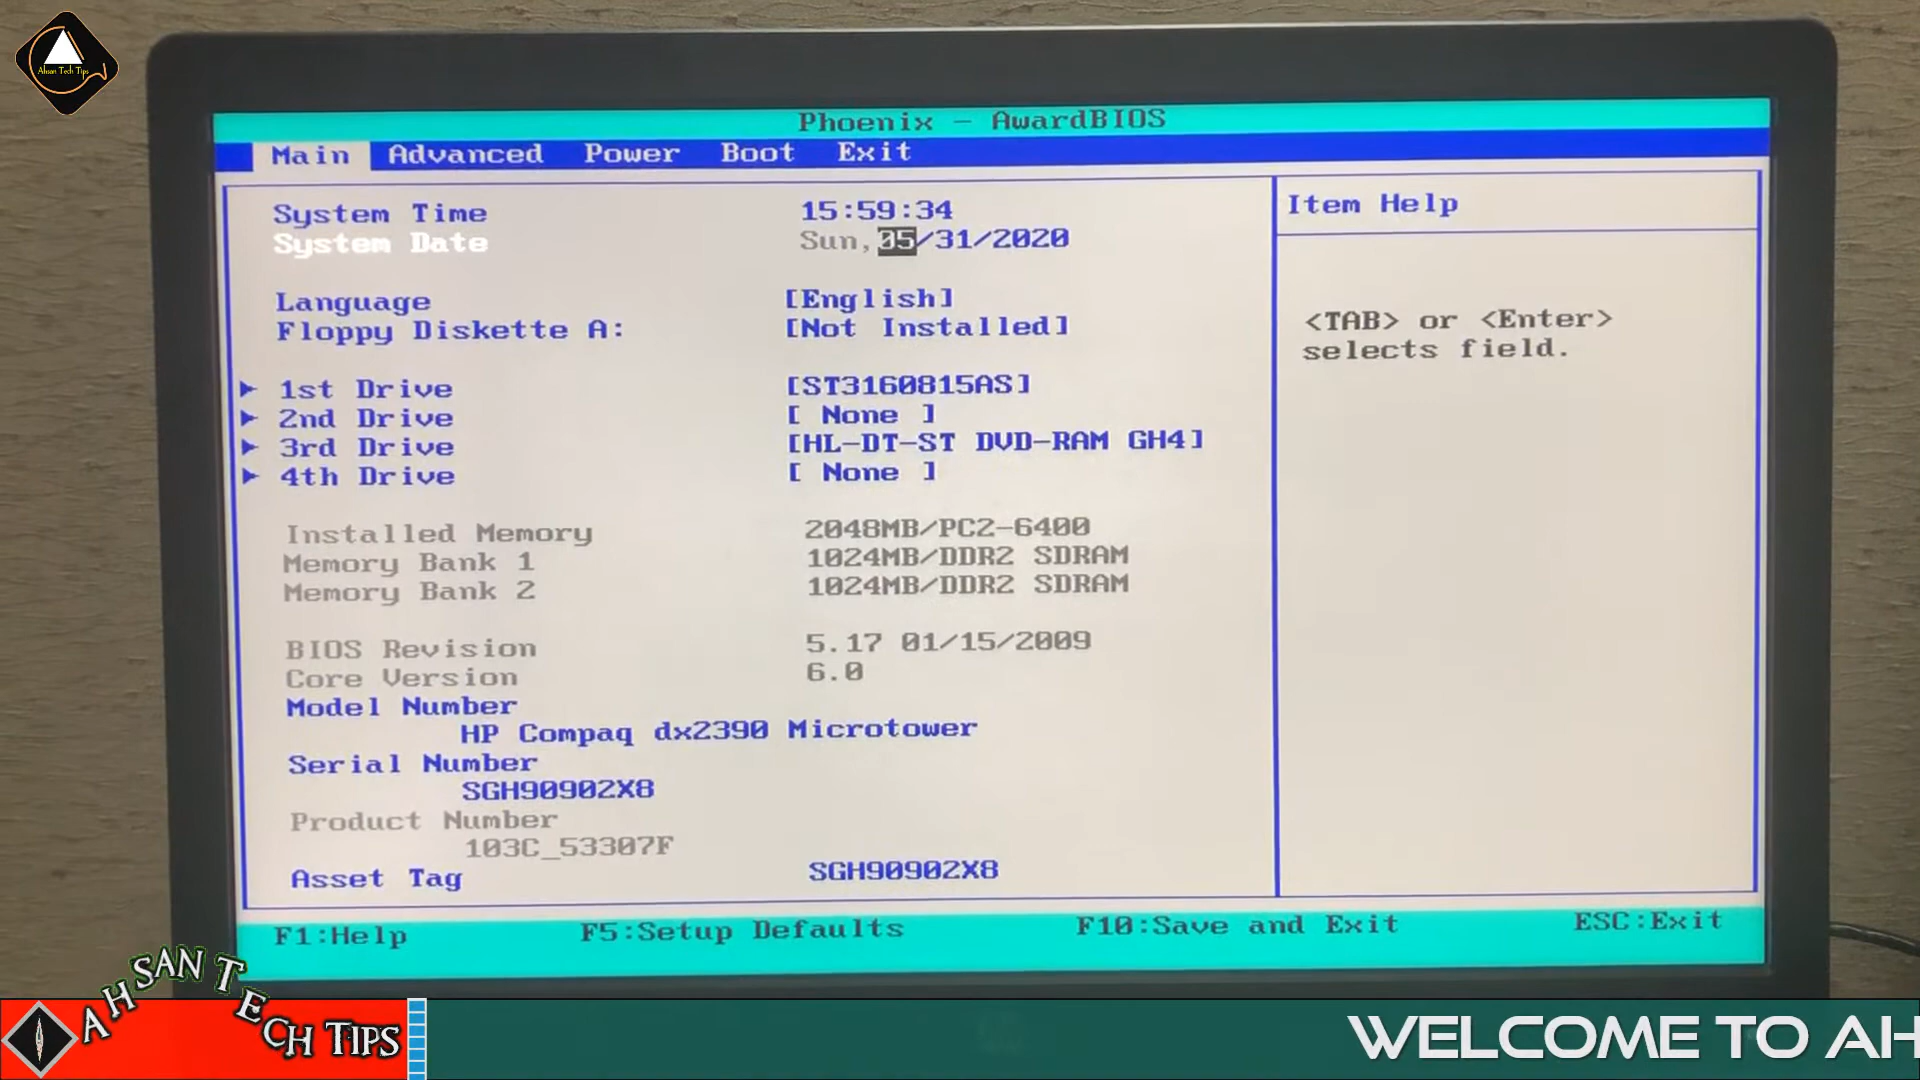 Ahsan Tech Tips
Phoenix - AwardBIOS
Main Advanced Power Boot Exit
System Time 15:59:34
System Date Sun, 05/31/2020
Language [English]
Floppy Diskette A: [Not Installed]
1st Drive [ST3160815AS]
2nd Drive [ None ]
3rd Drive [HL-DT-ST DVD-RAM GH4]
4th Drive [ None ]
Installed Memory 2048MB/PC2-6400
Memory Bank 1 1024MB/DDR2 SDRAM
Memory Bank 2 1024MB/DDR2 SDRAM
BIOS Revision 5.17 01/15/2009
Core Version 6.0
Model Number
HP Compaq dx2390 Microtower
Serial Number
SGH90902X8
Product Number
103C_53307F
Asset Tag SGH90902X8
Item Help
<TAB> or <Enter>
selects field.
F1:Help F5:Setup Defaults F10:Save and Exit ESC:Exit
AHSAN TECH TIPS
WELCOME TO AH